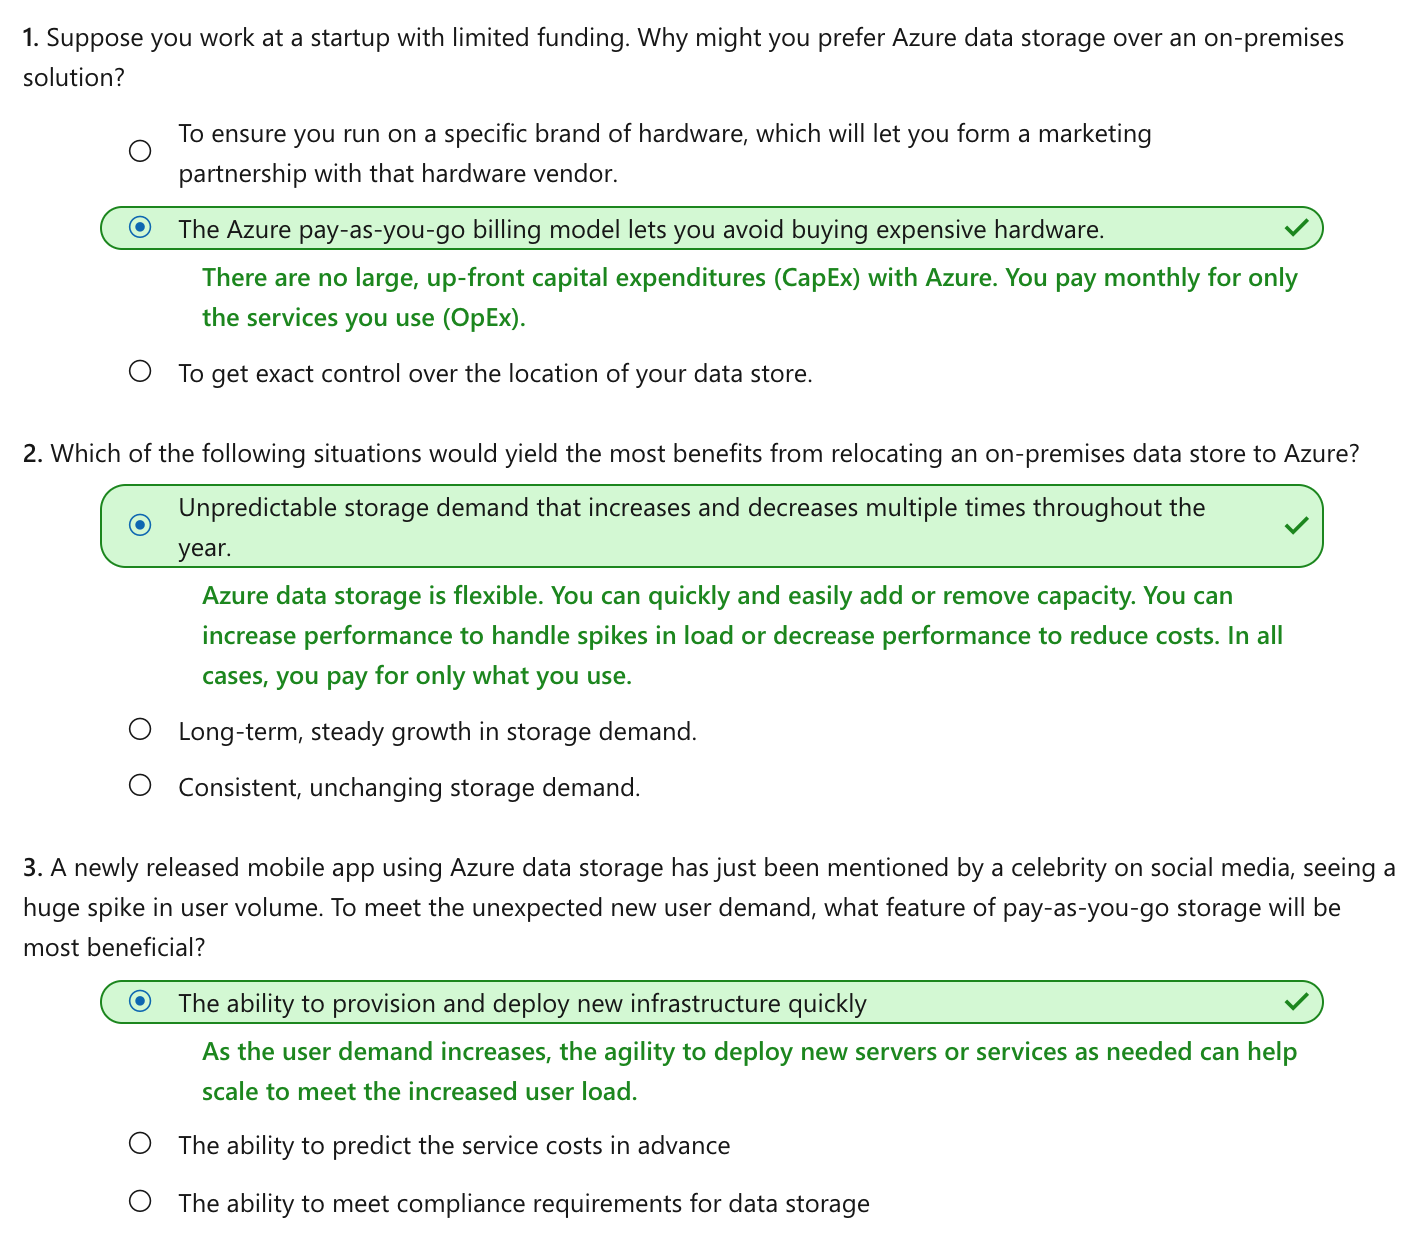 1. Suppose you work at a startup with limited funding. Why might you prefer Azure data storage over an on-premises
solution?
To ensure you run on a specific brand of hardware, which will let you form a marketing
partnership with that hardware vendor.
The Azure pay-as-you-go billing model lets you avoid buying expensive hardware.
There are no large, up-front capital expenditures (CapEx) with Azure. You pay monthly for only
the services you use (OpEx).
To get exact control over the location of your data store.
2. Which of the following situations would yield the most benefits from relocating an on-premises data store to Azure?
Unpredictable storage demand that increases and decreases multiple times throughout the
year.
Azure data storage is flexible. You can quickly and easily add or remove capacity. You can
increase performance to handle spikes in load or decrease performance to reduce costs. In all
cases, you pay for only what you use.
Long-term, steady growth in storage demand.
Consistent, unchanging storage demand.
3. A newly released mobile app using Azure data storage has just been mentioned by a celebrity on social media, seeing a
huge spike in user volume. To meet the unexpected new user demand, what feature of pay-as-you-go storage will be
most beneficial?
The ability to provision and deploy new infrastructure quickly
As the user demand increases, the agility to deploy new servers or services as needed can help
scale to meet the increased user load.
The ability to predict the service costs in advance
The ability to meet compliance requirements for data storage